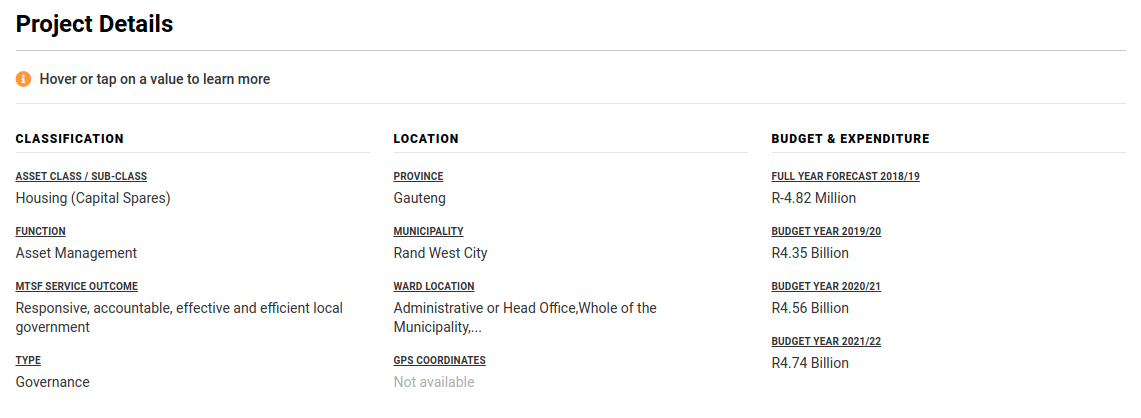 Project Details
Hover or tap on a value to learn more
CLASSIFICATION
ASSET CLASS / SUB-CLASS
Housing (Capital Spares)
FUNCTION
Asset Management
MTSF SERVICE OUTCOME
Responsive, accountable, effective and efficient local
government
TYPE
Governance
LOCATION
PROVINCE
Gauteng
MUNICIPALITY
Rand West City
WARD LOCATION
Administrative or Head Office,Whole of the
Municipality,...
GPS COORDINATES
Not available
BUDGET & EXPENDITURE
FULL YEAR FORECAST 2018/19
R-4.82 Million
BUDGET YEAR 2019/20
R4.35 Billion
BUDGET YEAR 2020/21
R4.56 Billion
BUDGET YEAR 2021/22
R4.74 Billion